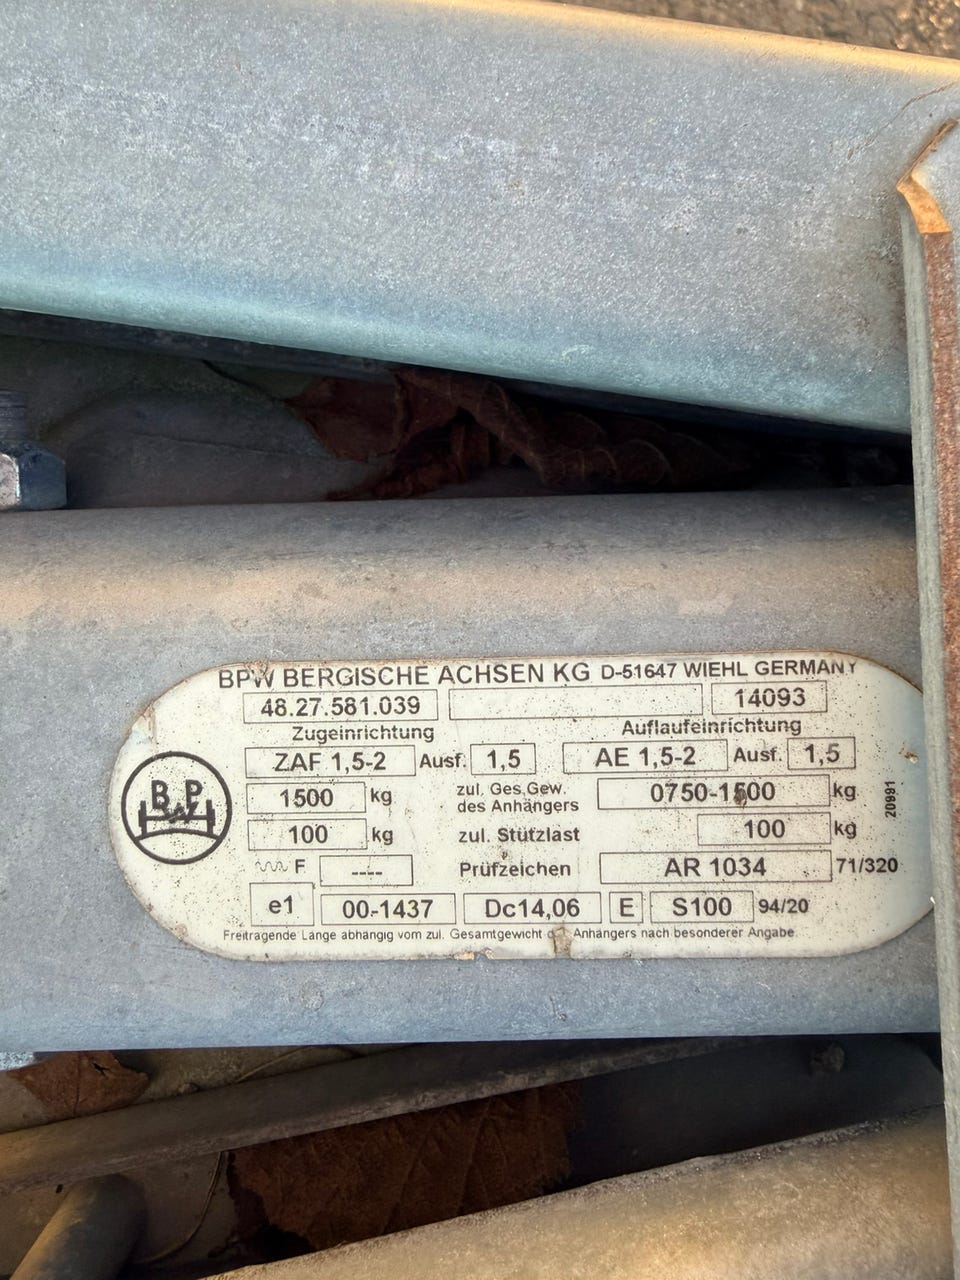 BPW BERGISCHE ACHSEN KG D-51647 WIEHL GERMANY
48.27.581.039 14093
Zugeinrichtung Auflaufeinrichtung
ZAF 1,5-2 Ausf. 1,5 AE 1,5-2 Ausf. 1,5
1500 kg zul. Ges.Gew. des Anhängers 0750-1500 kg
100 kg zul. Stützlast 100 kg
F ---- Prüfzeichen AR 1034 71/320
e1 00-1437 Dc14,06 E S100 94/20
Freitragende Länge abhängig vom zul. Gesamtgewicht Anhängers nach besonderer Angabe
20991
BPW